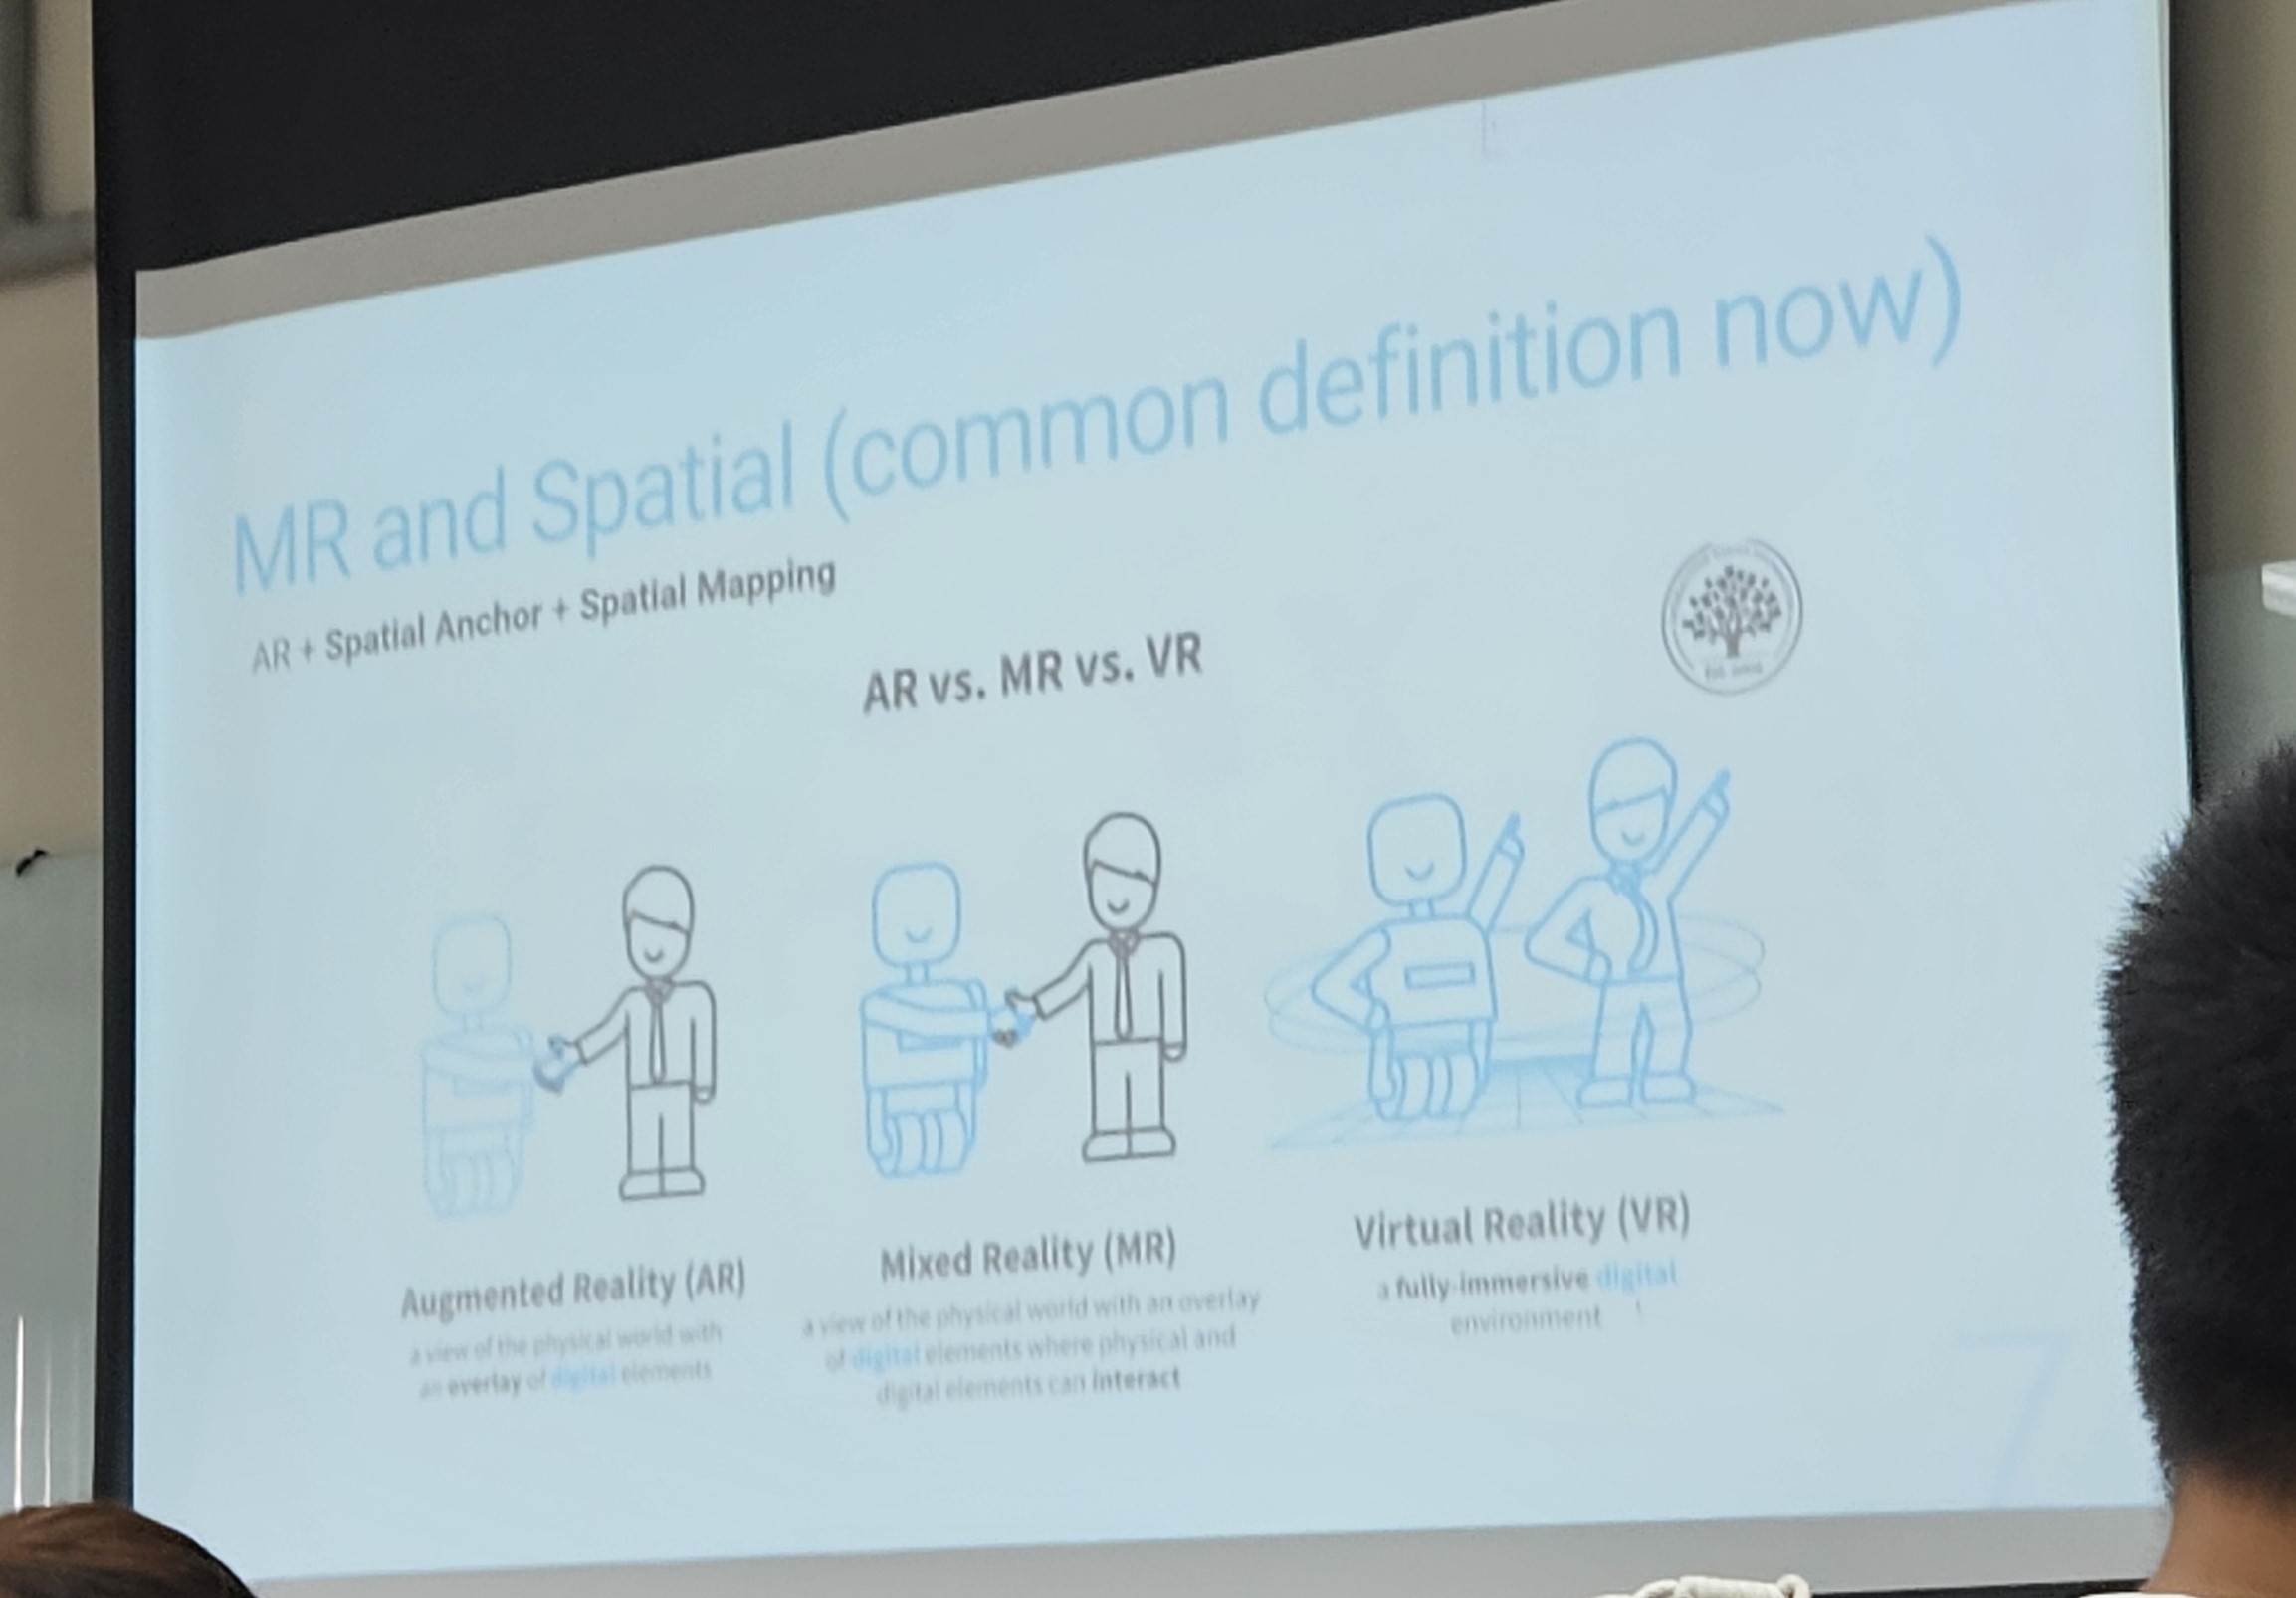 MR and Spatial (common definition now)
AR + Spatial Anchor + Spatial Mapping
AR vs. MR vs. VR
Augmented Reality (AR)
a view of the physical world with
an overlay of digital elements
Mixed Reality (MR)
a view of the physical world with an overlay
of digital elements where physical and
digital elements can interact
Virtual Reality (VR)
a fully-immersive digital
environment
7